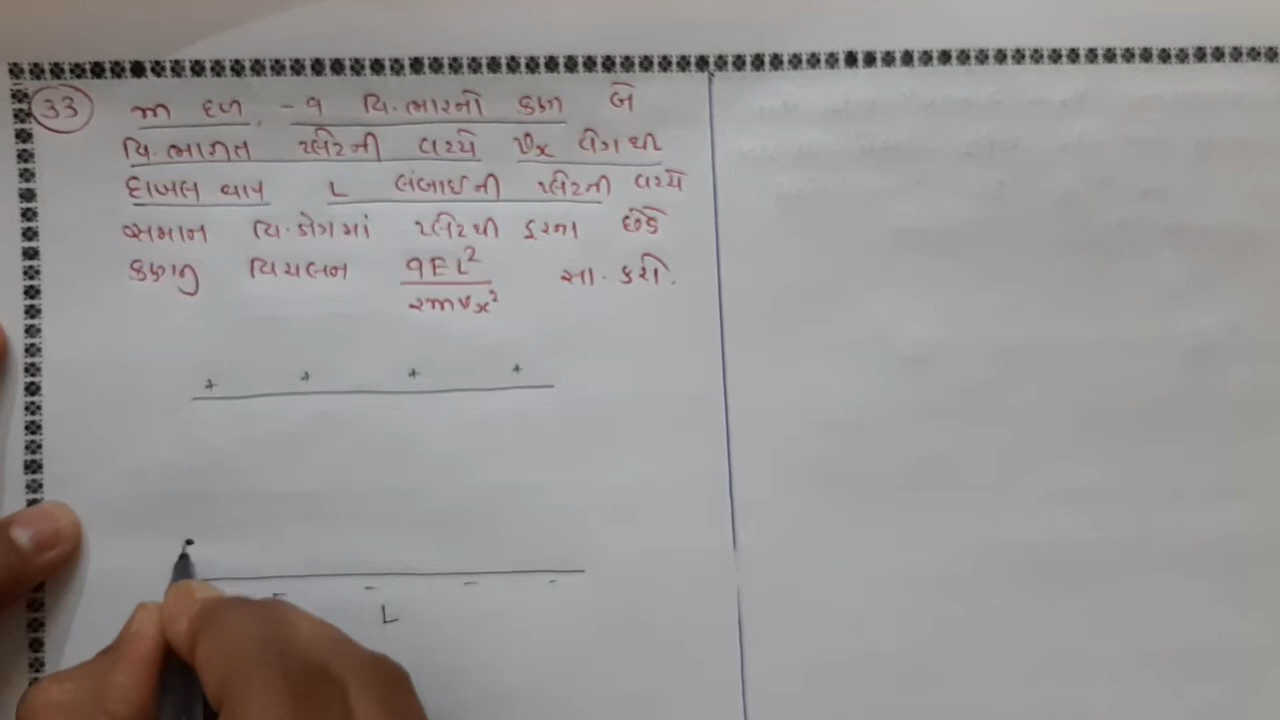 33 m દળ, -q વિ.ભારનો કણ બે
વિ.ભારીત પ્લેટની વચ્ચે vx વેગથી
દાખલ થાય L લંબાઈની પ્લેટની વચ્ચે
સમાન વિ.ક્ષેત્રમાં પ્લેટથી દુરના છેડે
કણનુ વિચલન qEL²/2mvx² સા. કરો.
+ + + +
- - - -
L